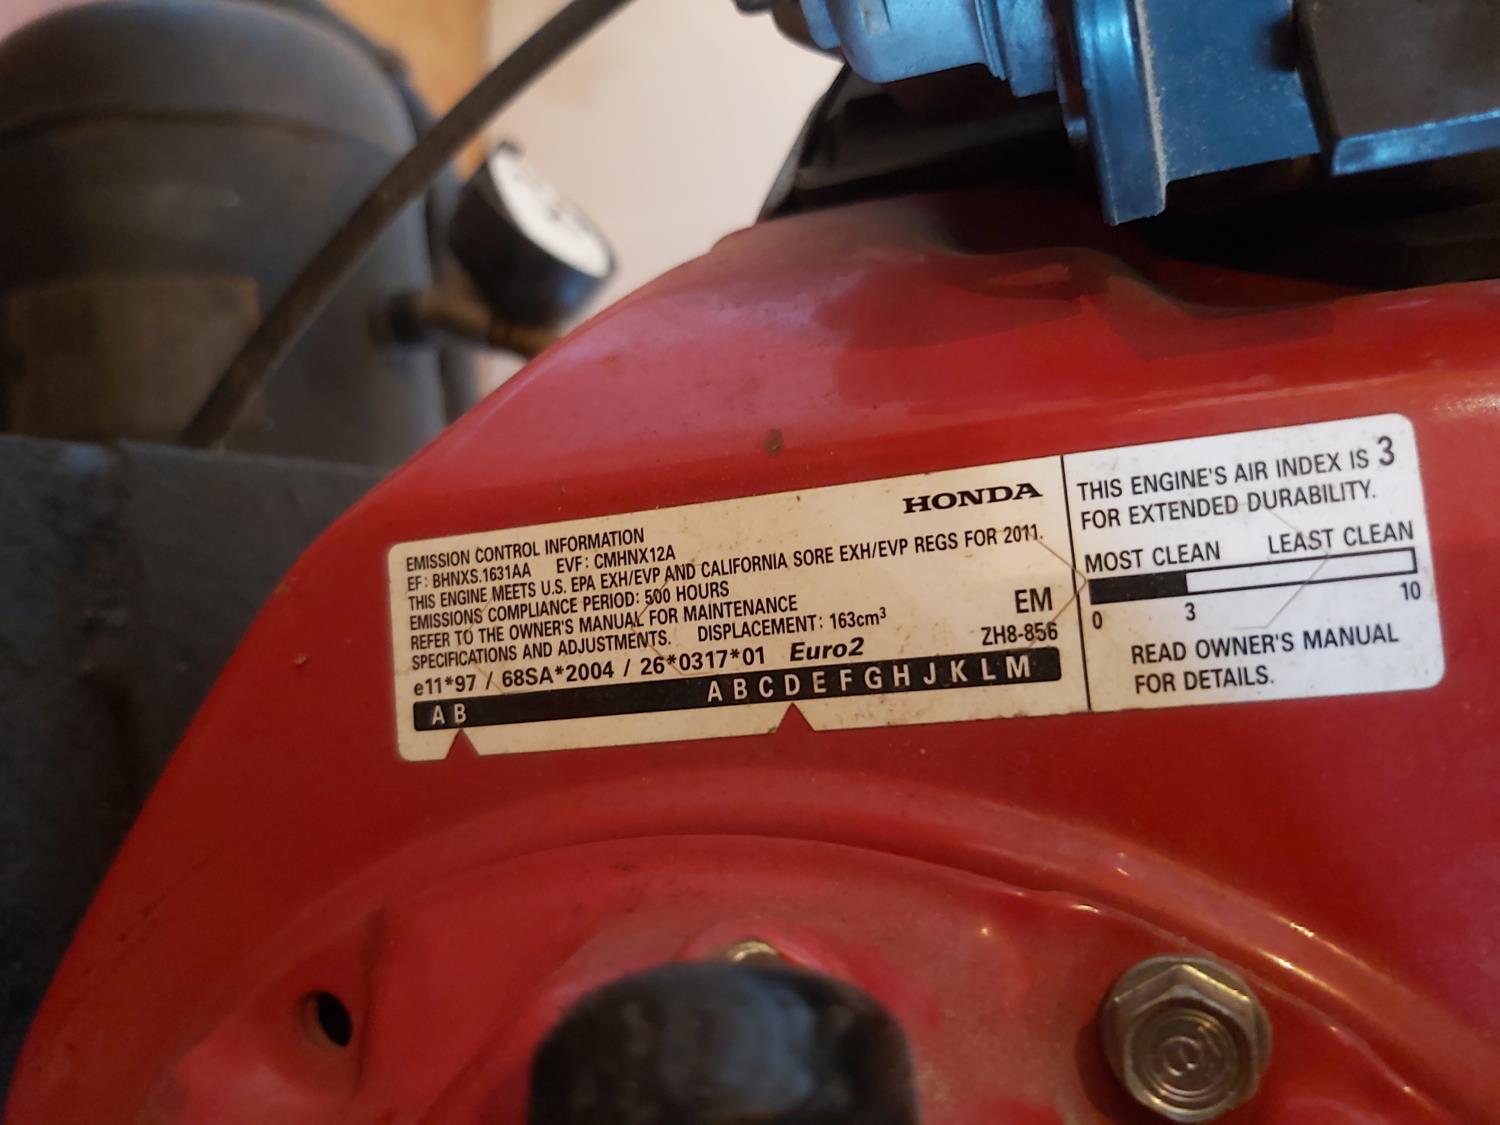 HONDA
EMISSION CONTROL INFORMATION
EF: BHNXS.1631AA EVF: CMHNX12A
THIS ENGINE MEETS U.S. EPA EXH/EVP AND CALIFORNIA SORE EXH/EVP REGS FOR 2011.
EMISSIONS COMPLIANCE PERIOD: 500 HOURS
REFER TO THE OWNER'S MANUAL FOR MAINTENANCE
SPECIFICATIONS AND ADJUSTMENTS. DISPLACEMENT: 163cm³
EM
e11*97 / 68SA*2004 / 26*0317*01 Euro2
ZH8-856
A B
A B C D E F G H J K L M
THIS ENGINE'S AIR INDEX IS 3
FOR EXTENDED DURABILITY.
MOST CLEAN LEAST CLEAN
0 3 10
READ OWNER'S MANUAL
FOR DETAILS.